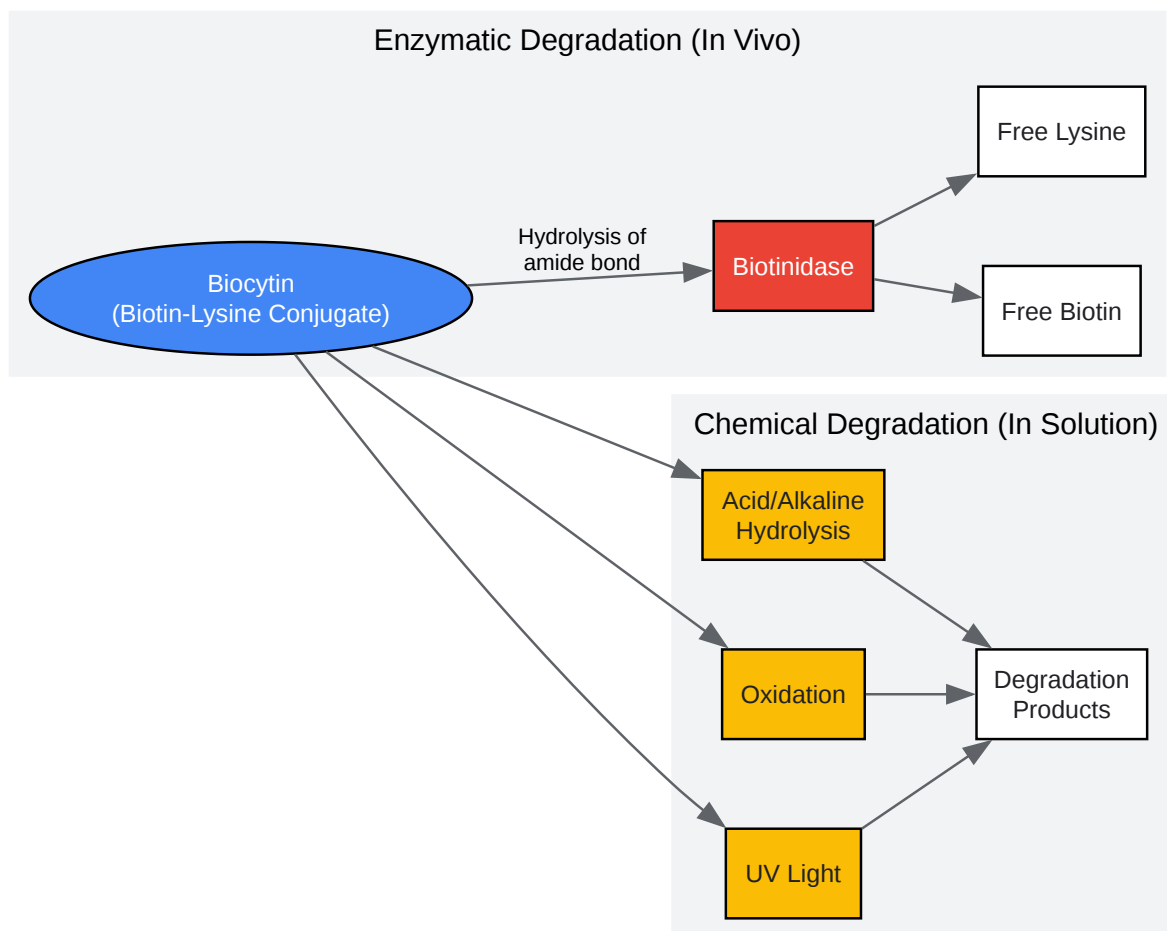 Enzymatic Degradation (In Vivo)
Free Lysine
Hydrolysis of
amide bond
Biotinidase
Biocytin
(Biotin-Lysine Conjugate)
Free Biotin
Chemical Degradation (In Solution)
Acid/Alkaline
Hydrolysis
Oxidation
Degradation
Products
UV Light